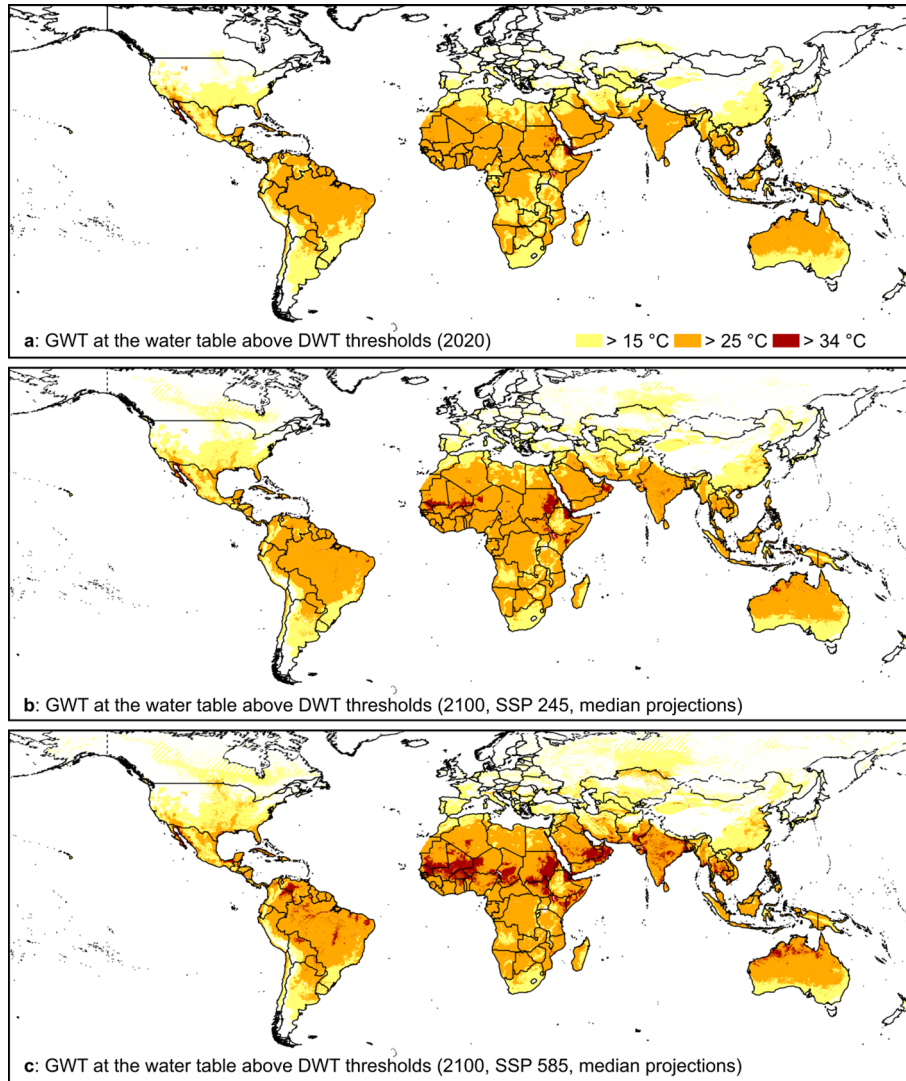 a: GWT at the water table above DWT thresholds (2020)
> 15 °C > 25 °C > 34 °C
b: GWT at the water table above DWT thresholds (2100, SSP 245, median projections)
c: GWT at the water table above DWT thresholds (2100, SSP 585, median projections)